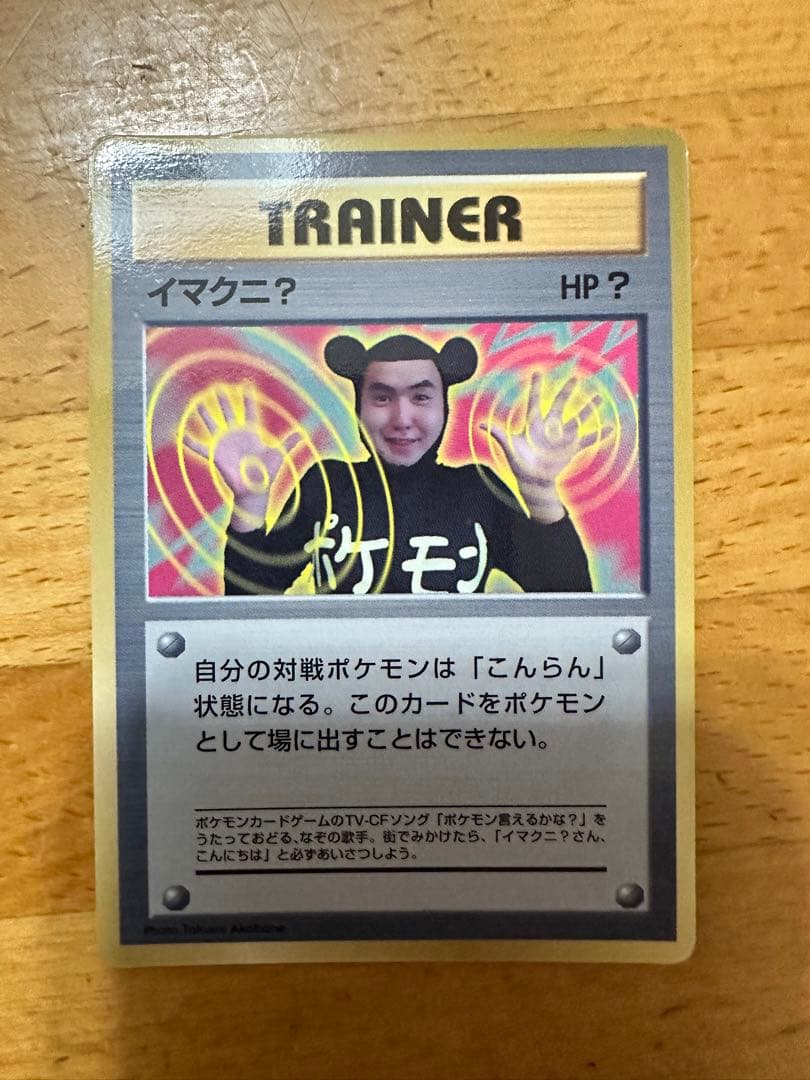 TRAINER
イマクニ？ HP？
ポケモン
自分の対戦ポケモンは「こんらん」
状態になる。このカードをポケモン
として場に出すことはできない。
ポケモンカードゲームのTV-CFソング「ポケモン言えるかな？」を
うたっておどる、なぞの歌手。街でみかけたら、「イマクニ？さん、
こんにちは」と必ずあいさつしよう。
Photo Takumi Akabane